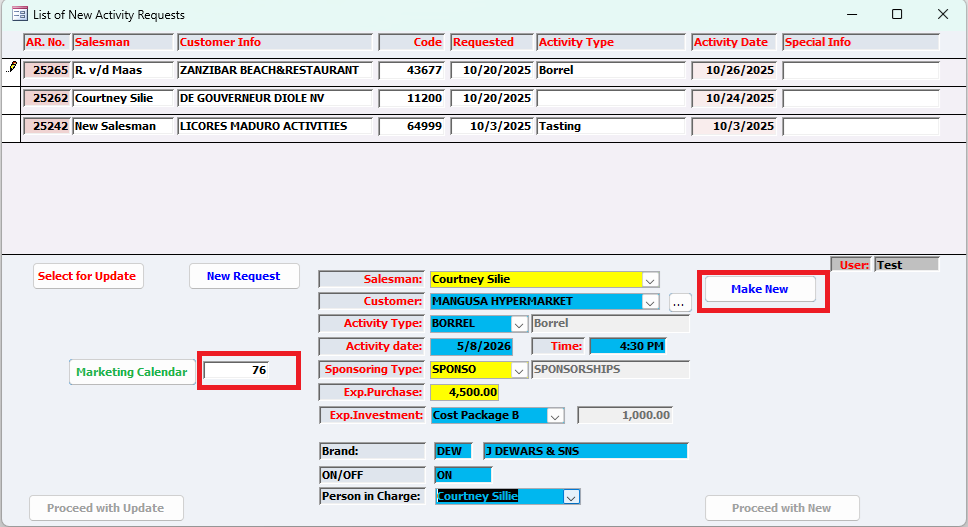 List of New Activity Requests
AR. No. Salesman Customer Info Code Requested Activity Type Activity Date Special Info
25265 R. v/d Maas ZANZIBAR BEACH&RESTAURANT 43677 10/20/2025 Borrel 10/26/2025
25262 Courtney Silie DE GOUVERNEUR DIOLE NV 11200 10/20/2025 10/24/2025
25242 New Salesman LICORES MADURO ACTIVITIES 64999 10/3/2025 Tasting 10/3/2025
User: Test
Select for Update New Request Salesman: Courtney Silie Make New
Customer: MANGUSA HYPERMARKET ...
Activity Type: BORREL Borrel
Activity date: 5/8/2026 Time: 4:30 PM
Marketing Calendar 76 Sponsoring Type: SPONSO SPONSORSHIPS
Exp.Purchase: 4,500.00
Exp.Investment: Cost Package B 1,000.00
Brand: DEW J DEWARS & SNS
ON/OFF ON
Person in Charge: Courtney Sillie
Proceed with Update Proceed with New